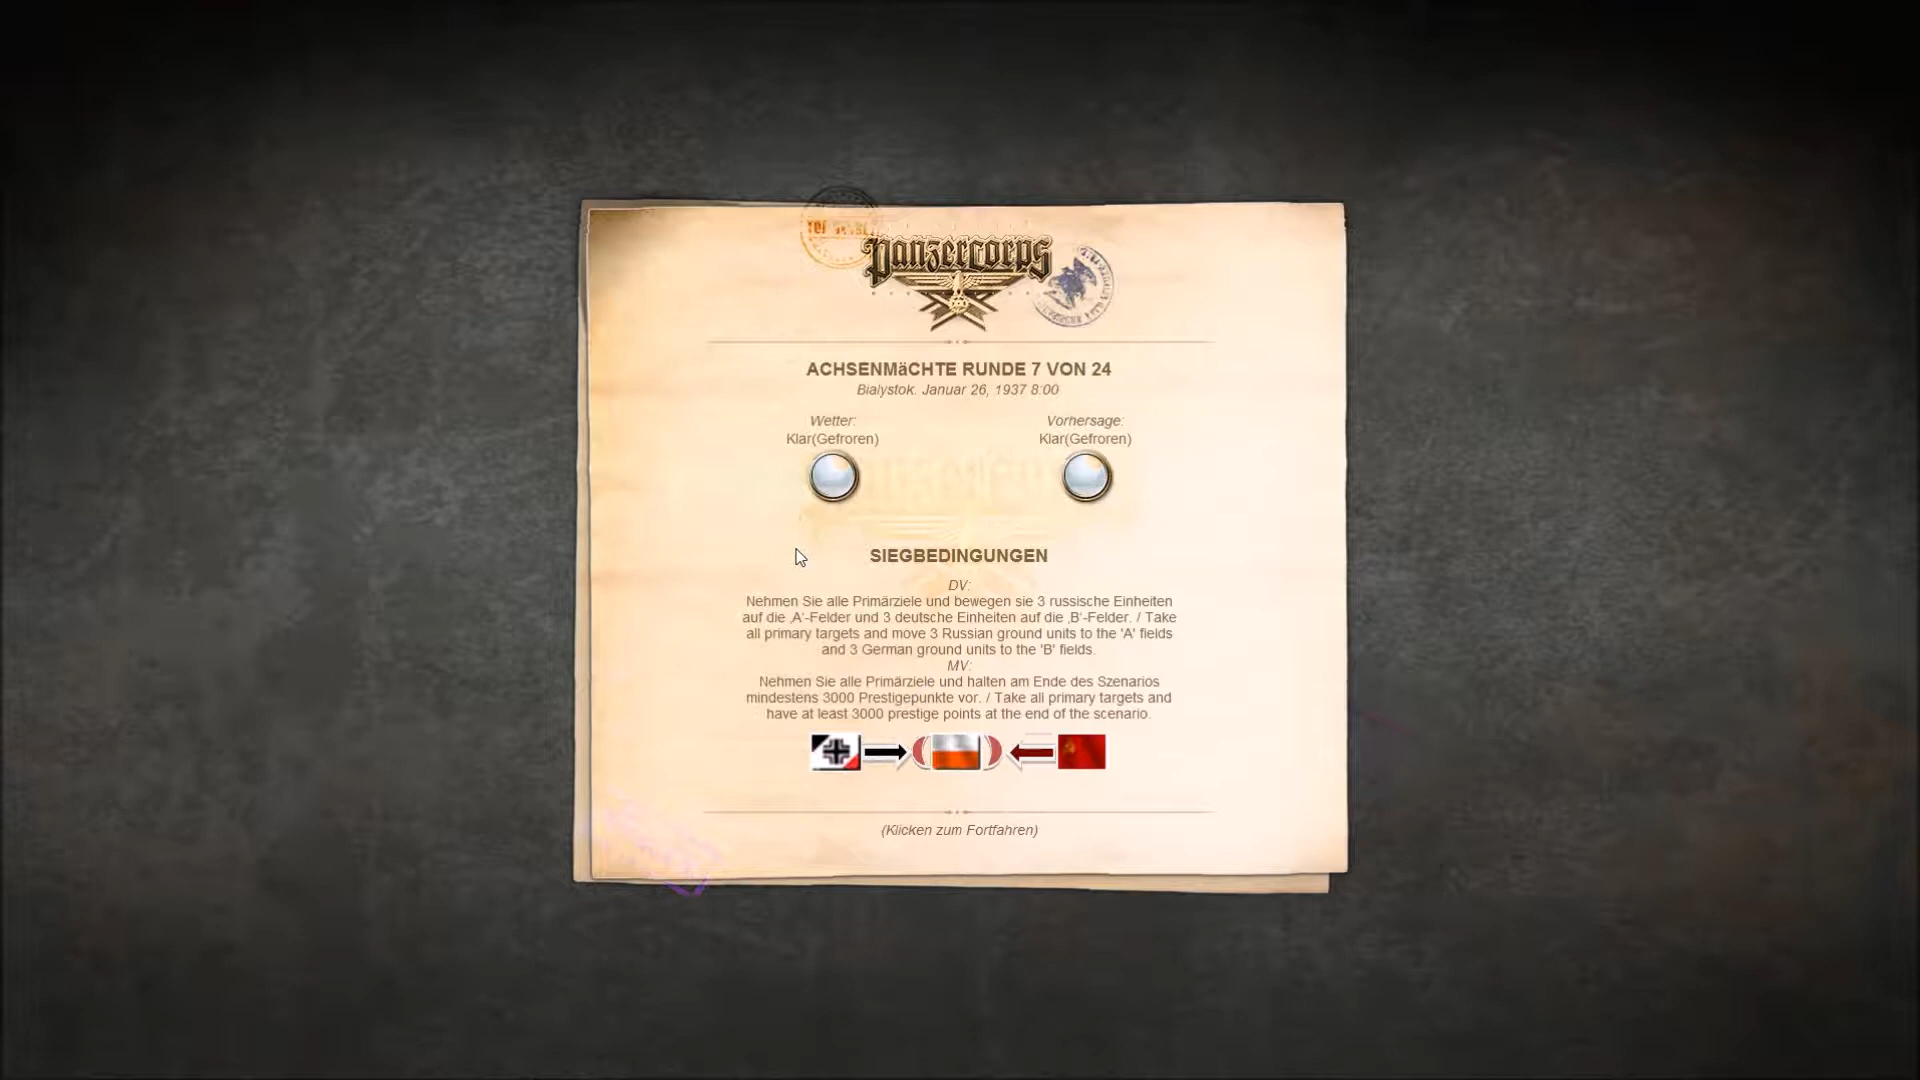 panzercorps
ACHSENMäCHTE RUNDE 7 VON 24
Bialystok. Januar 26, 1937 8:00
Wetter:
Vorhersage:
Klar(Gefroren)
Klar(Gefroren)
SIEGBEDINGUNGEN
DV:
Nehmen Sie alle Primärziele und bewegen sie 3 russische Einheiten
auf die ‚A'-Felder und 3 deutsche Einheiten auf die ‚B'-Felder. / Take
all primary targets and move 3 Russian ground units to the 'A' fields
and 3 German ground units to the 'B' fields.
MV:
Nehmen Sie alle Primärziele und halten am Ende des Szenarios
mindestens 3000 Prestigepunkte vor. / Take all primary targets and
have at least 3000 prestige points at the end of the scenario.
(Klicken zum Fortfahren)